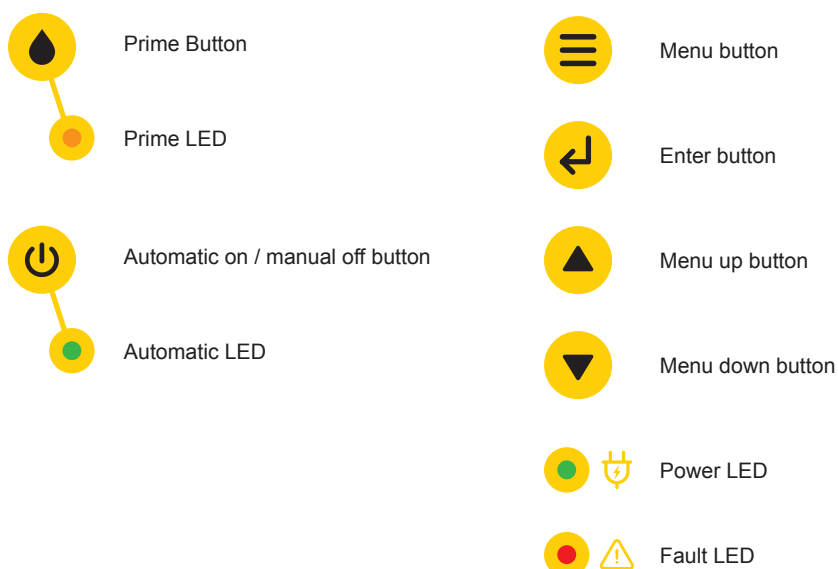 Prime Button
Prime LED
Automatic on / manual off button
Automatic LED
Menu button
Enter button
Menu up button
Menu down button
Power LED
Fault LED